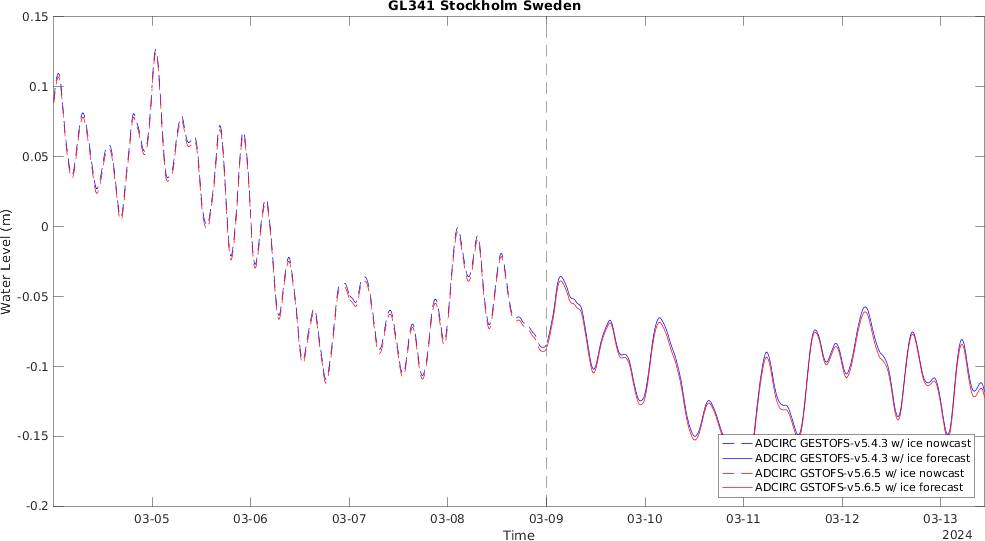 GL341 Stockholm Sweden
0.15
0.1
0.05
0
-0.05
-0.1
-0.15
-0.2
Water Level (m)
ADCIRC GESTOFS-v5.4.3 w/ ice nowcast
ADCIRC GESTOFS-v5.4.3 w/ ice forecast
ADCIRC GSTOFS-v5.6.5 w/ ice nowcast
ADCIRC GSTOFS-v5.6.5 w/ ice forecast
03-05 03-06 03-07 03-08 03-09 03-10 03-11 03-12 03-13
Time
2024